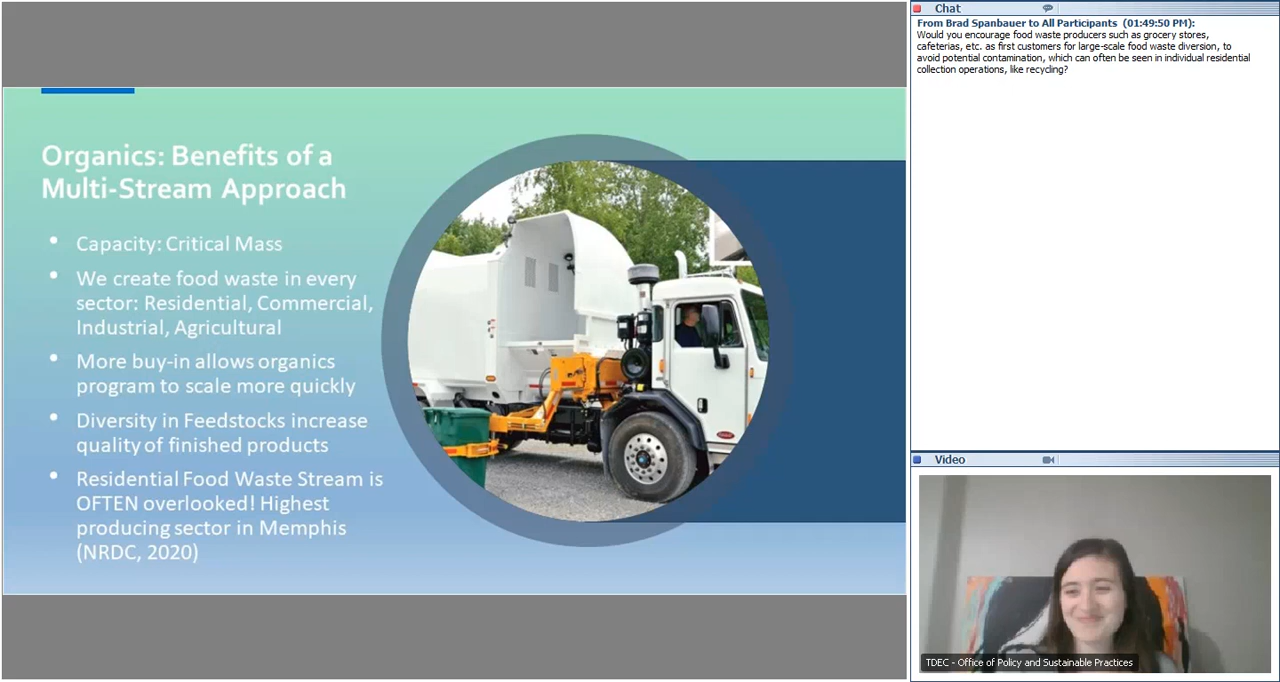 Organics: Benefits of a
Multi-Stream Approach
• Capacity: Critical Mass
• We create food waste in every
sector: Residential, Commercial,
Industrial, Agricultural
• More buy-in allows organics
program to scale more quickly
• Diversity in Feedstocks increase
quality of finished products
• Residential Food Waste Stream is
OFTEN overlooked! Highest
producing sector in Memphis
(NRDC, 2020)
Chat
From Brad Spanbauer to All Participants (01:49:50 PM):
Would you encourage food waste producers such as grocery stores,
cafeterias, etc. as first customers for large-scale food waste diversion, to
avoid potential contamination, which can often be seen in individual residential
collection operations, like recycling?
Video
TDEC - Office of Policy and Sustainable Practices